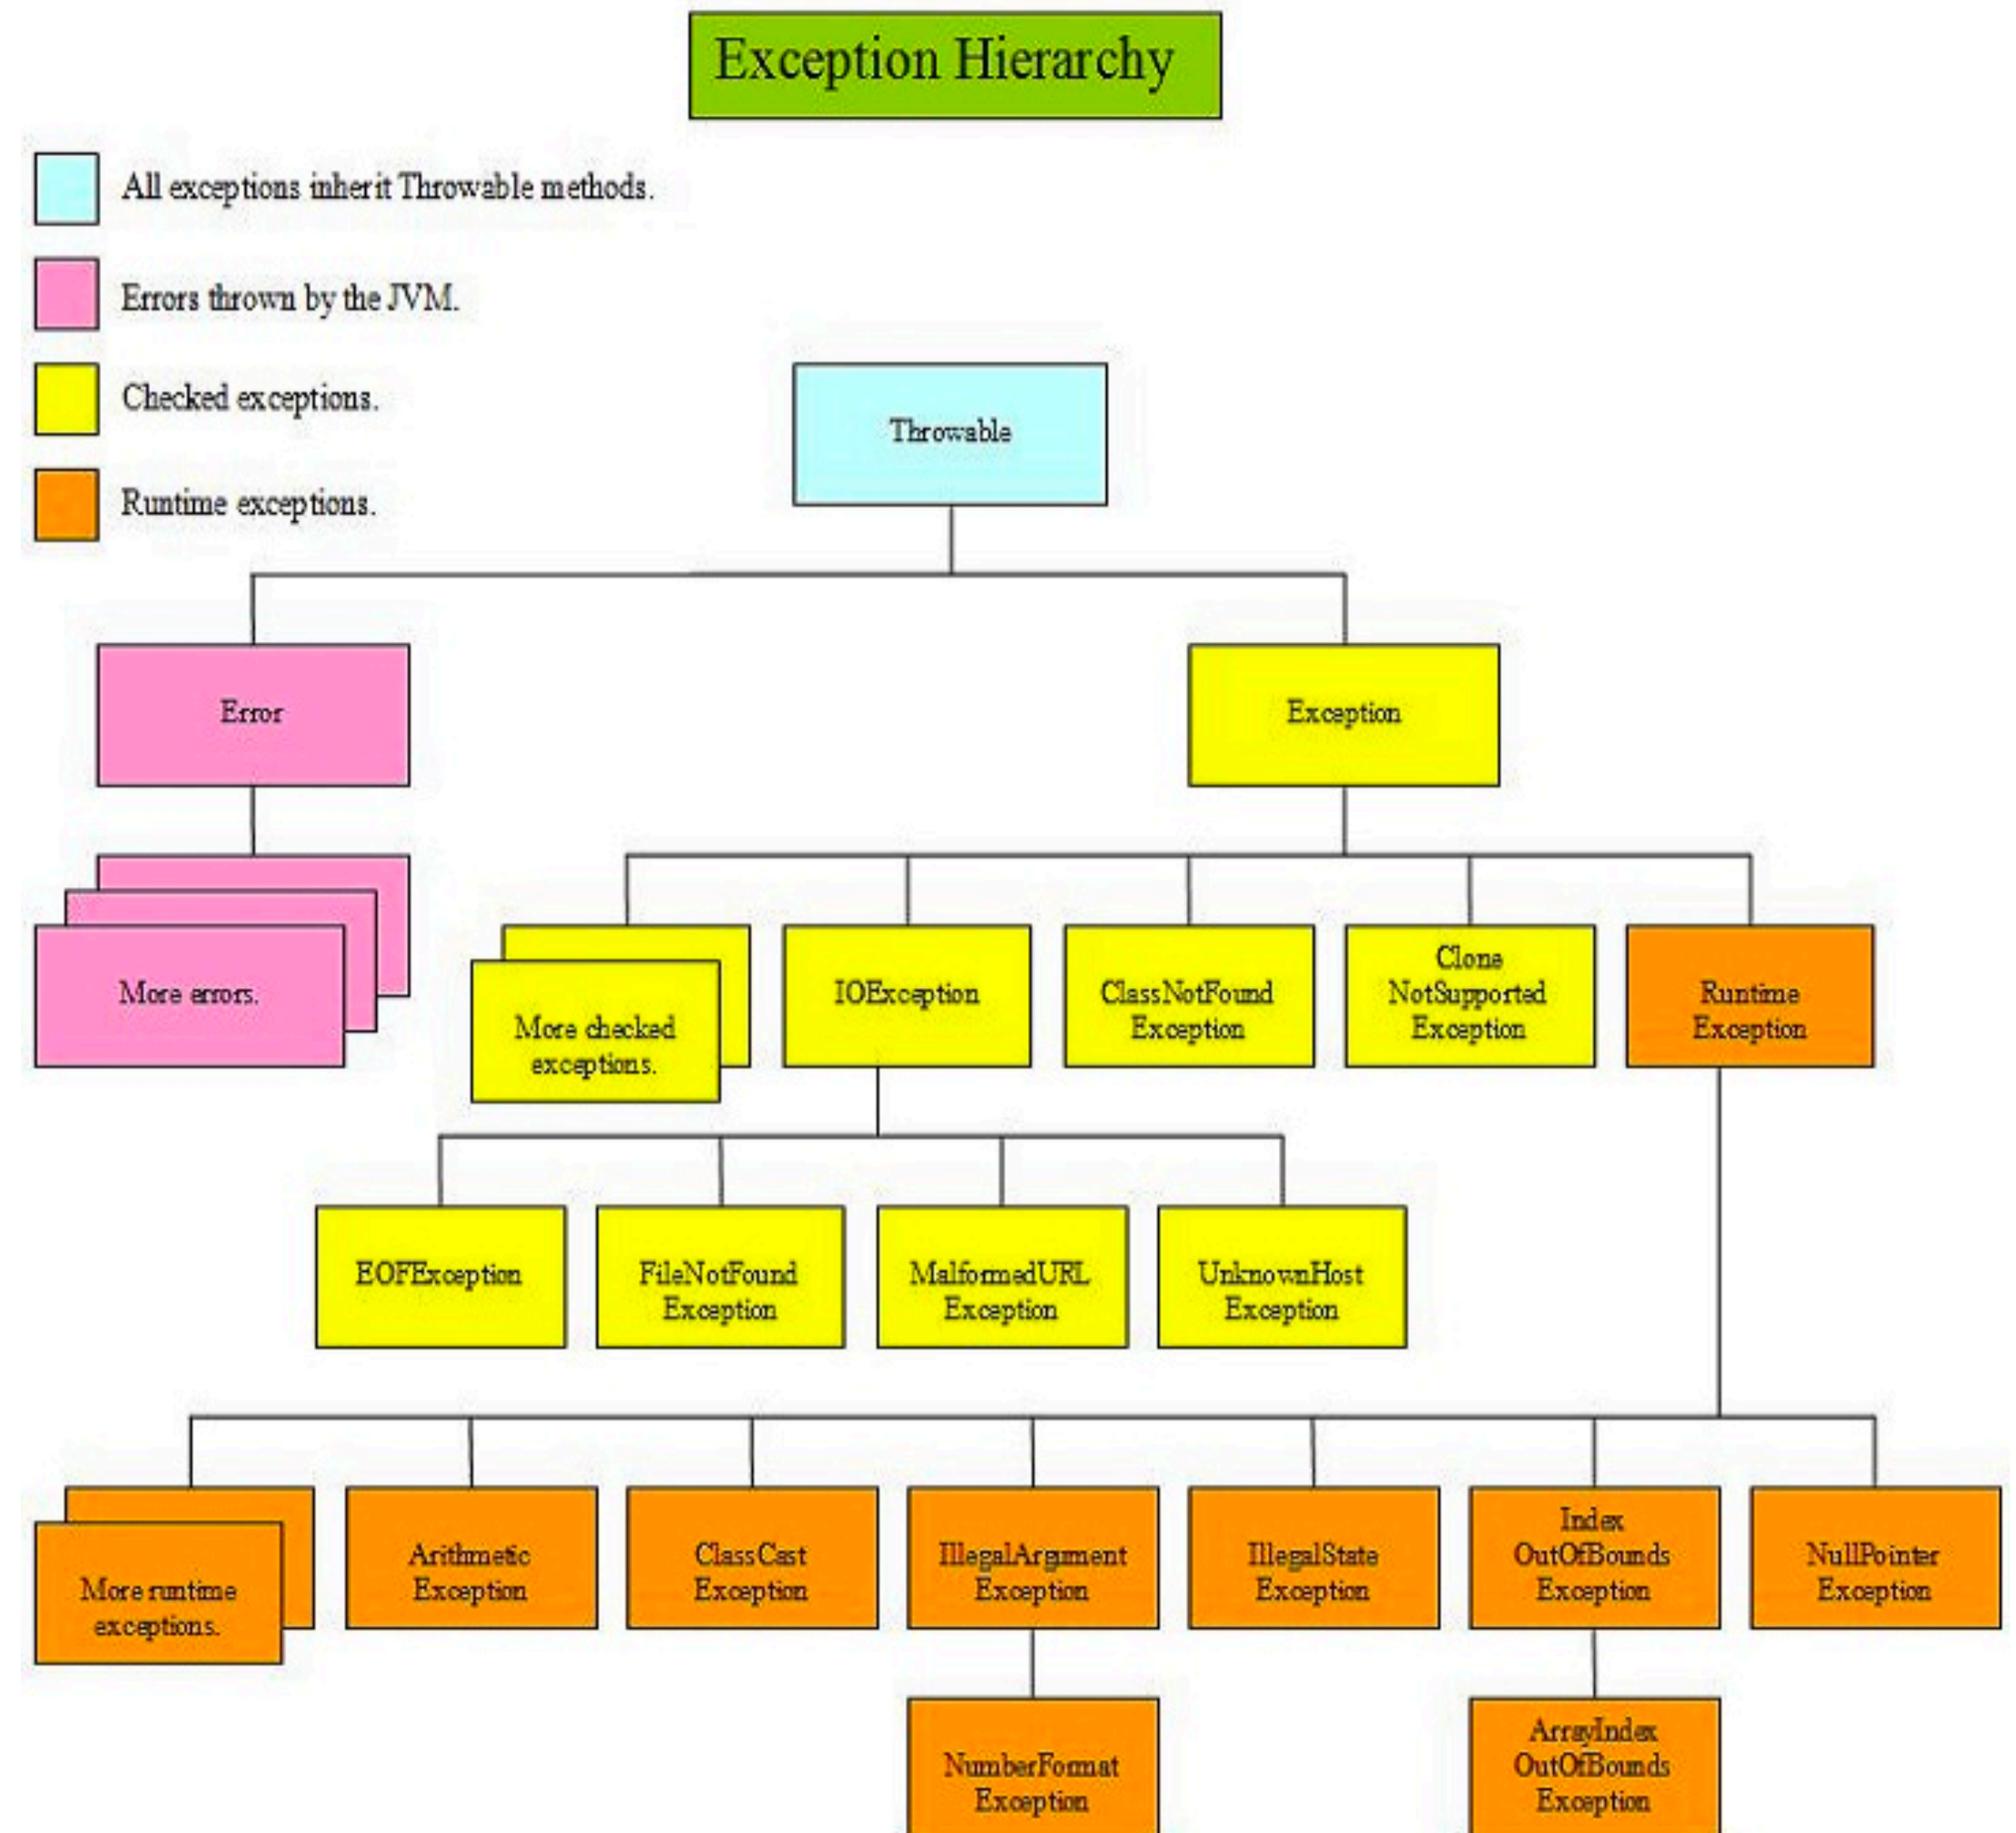 Exception Hierarchy
All exceptions inherit Throwable methods.
Errors thrown by the JVM.
Checked exceptions.
Runtime exceptions.
Throwable
Error
Exception
More errors.
More checked
exceptions.
IOException
ClassNotFound
Exception
Clone
NotSupported
Exception
Runtime
Exception
EOFException
FileNotFound
Exception
MalformedURL
Exception
UnknownHost
Exception
More runtime
exceptions.
Arithmetic
Exception
ClassCast
Exception
IllegalArgument
Exception
IllegalState
Exception
Index
OutOfBounds
Exception
NullPointer
Exception
NumberFormat
Exception
ArrayIndex
OutOfBounds
Exception